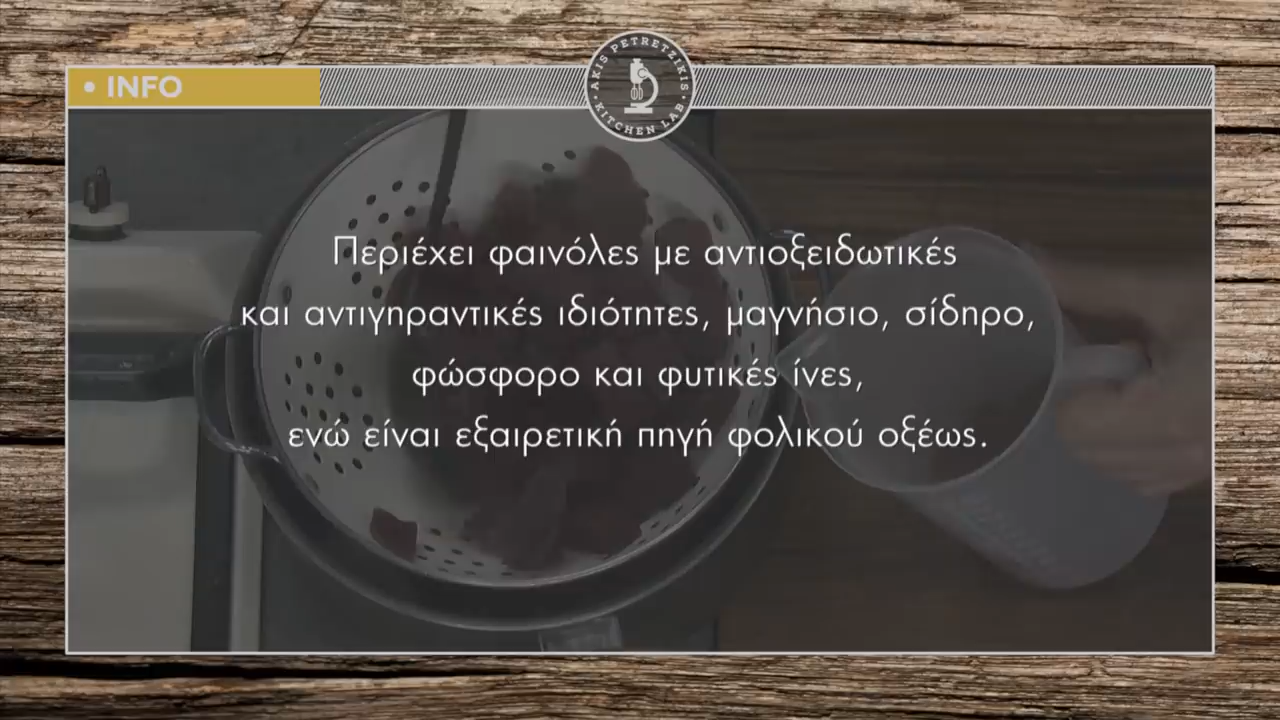 • INFO
AKIS PETRETZIKIS
• KITCHEN LAB •
Περιέχει φαινόλες με αντιοξειδωτικές
και αντιγηραντικές ιδιότητες, μαγνήσιο, σίδηρο,
φώσφορο και φυτικές ίνες,
ενώ είναι εξαιρετική πηγή φολικού οξέως.